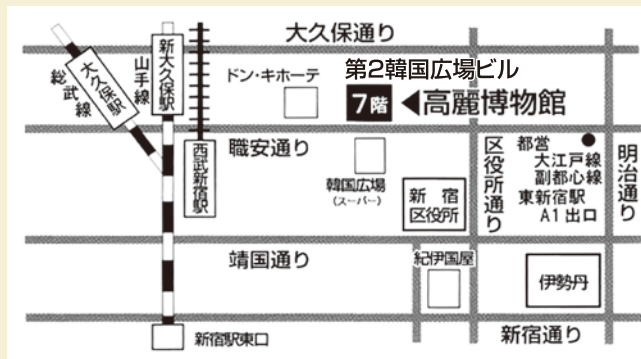 大久保通り
大久保駅
総武線
新大久保駅
山手線
ドン・キホーテ
第2韓国広場ビル
7階
◀高麗博物館
西武新宿駅
職安通り
韓国広場
(スーパー)
新宿
区役所
区役所通り
都営
大江戸線
副都心線
東新宿駅
A1出口
明治通り
靖国通り
紀伊国屋
伊勢丹
新宿駅東口
新宿通り